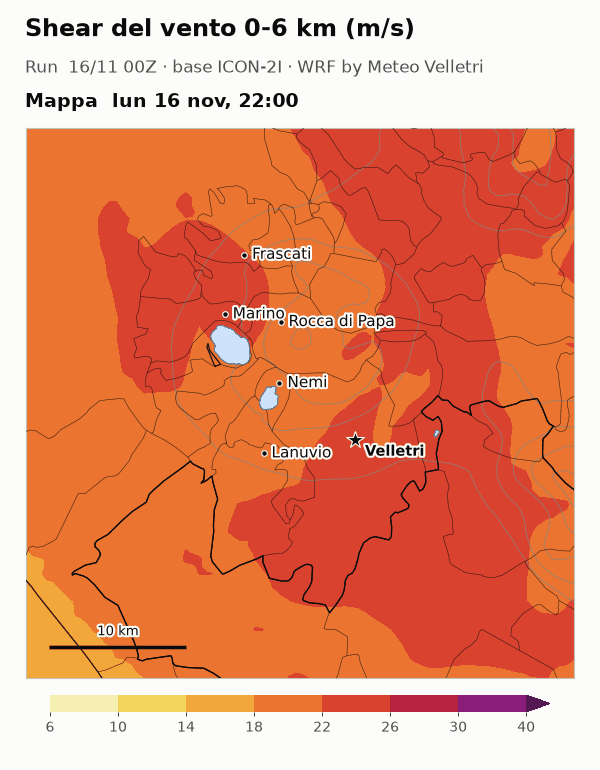 Shear del vento 0-6 km (m/s)
Run  16/11 00Z · base ICON-2I · WRF by Meteo Velletri
Mappa  lun 16 nov, 22:00
Frascati
Marino
Rocca di Papa
Nemi
Velletri
Lanuvio
10 km
6 10 14 18 22 26 30 40